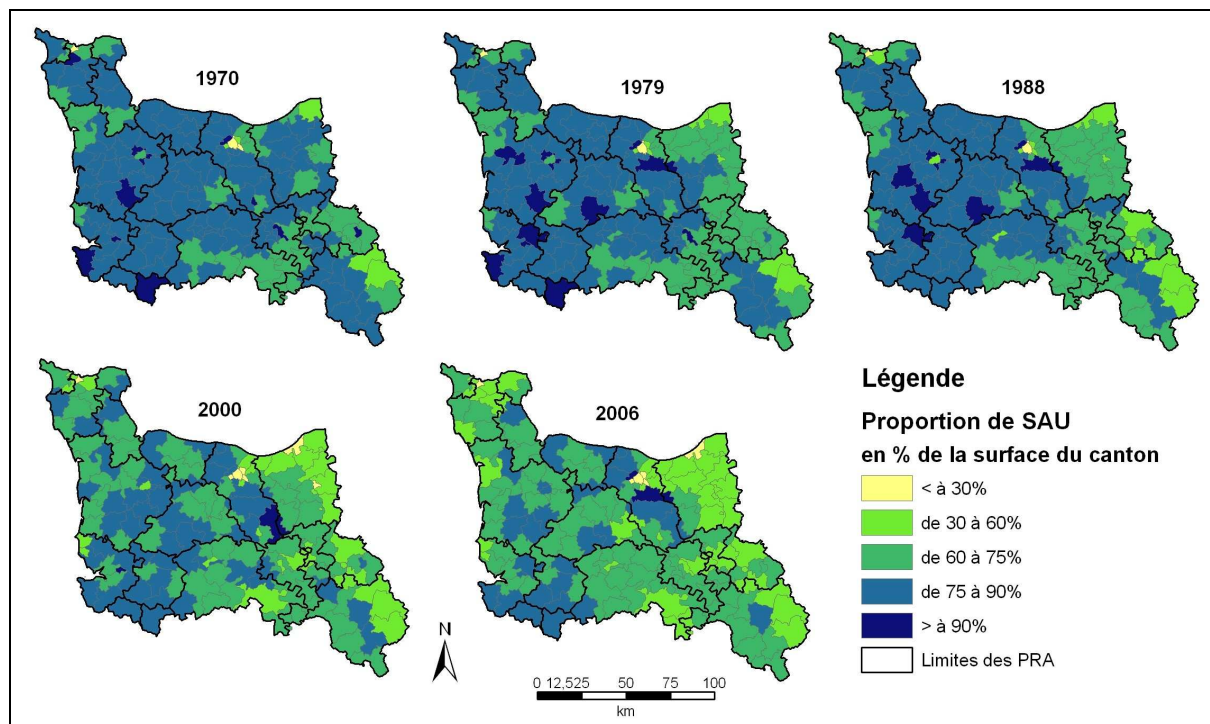 1970
1979
1988
2000
2006
Légende
Proportion de SAU
en % de la surface du canton
< à 30%
de 30 à 60%
de 60 à 75%
de 75 à 90%
> à 90%
Limites des PRA
N
0 12,525 50 75 100
km